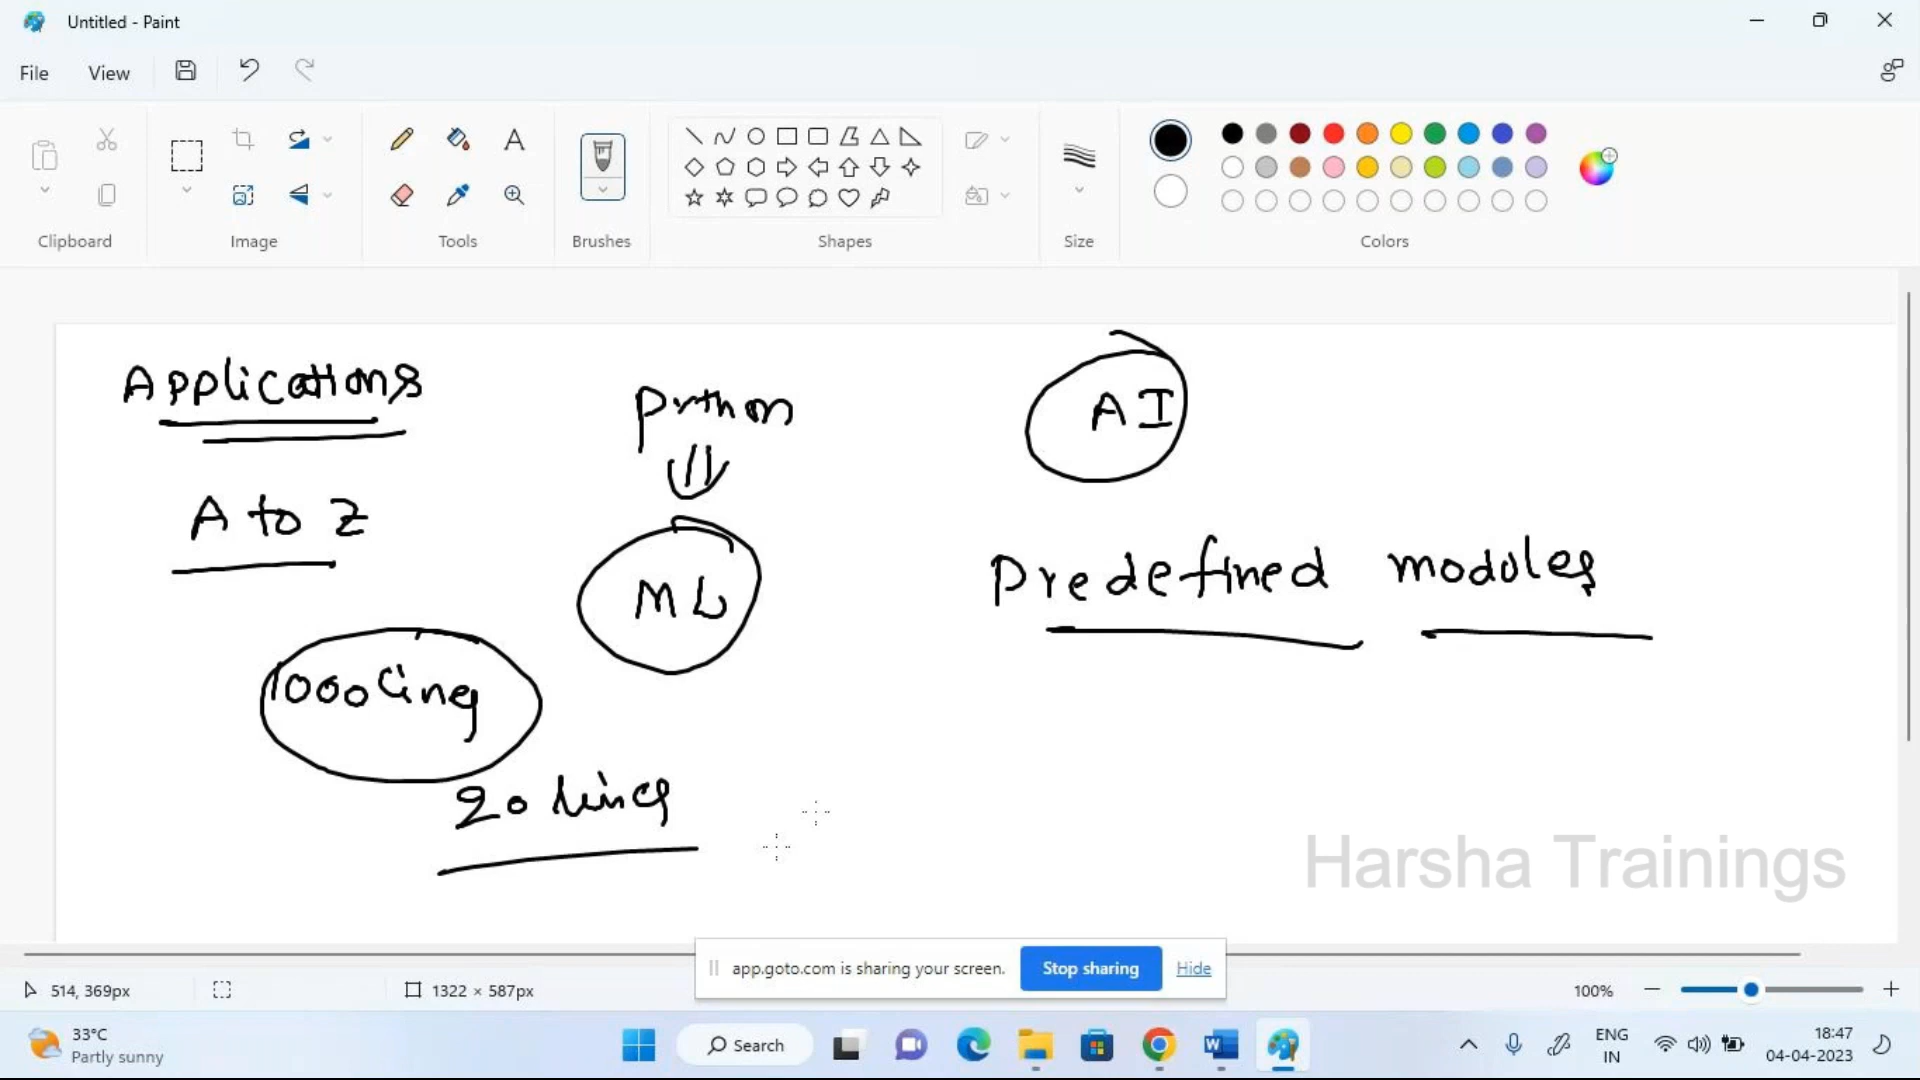 Untitled - Paint
File View
Clipboard Image Tools Brushes Shapes Size Colors
Applications
python
AI
A to Z
ML
Predefined modules
1000 lines
20 lines
Harsha Trainings
app.goto.com is sharing your screen. Stop sharing Hide
514, 369px 1322 × 587px 100%
33°C
Partly sunny
Search
ENG
IN
18:47
04-04-2023